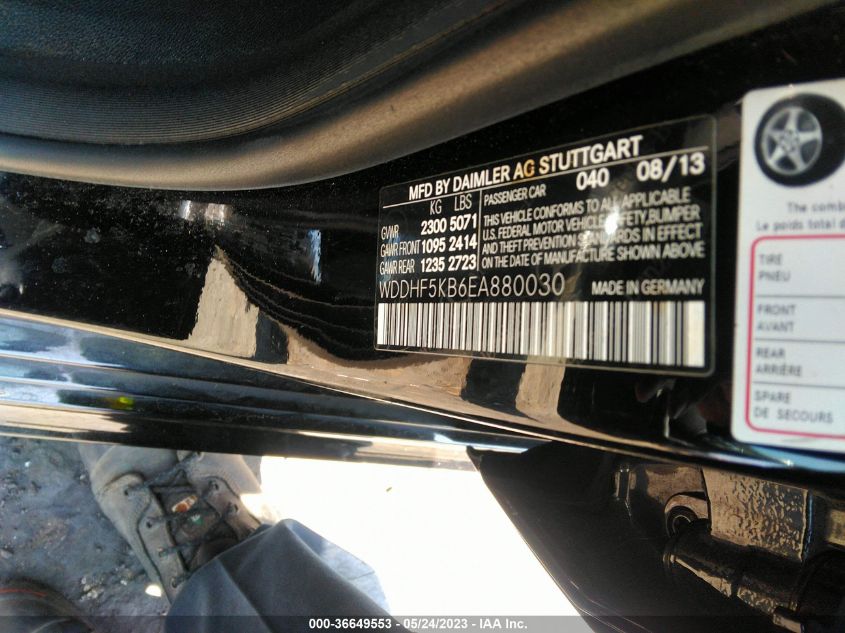 MFD BY DAIMLER AG STUTTGART
KG LBS
GVWR 2300 5071
GAWR FRONT 1095 2414
GAWR REAR 1235 2723
PASSENGER CAR 040 08/13
THIS VEHICLE CONFORMS TO ALL APPLICABLE
U.S. FEDERAL MOTOR VEHICLE SAFETY, BUMPER
AND THEFT PREVENTION STANDARDS IN EFFECT
ON THE DATE OF MANUFACTURE SHOWN ABOVE
WDDHF5KB6EA880030 MADE IN GERMANY
The comb
Le poids total d
TIRE
PNEU
FRONT
AVANT
REAR
ARRIÈRE
SPARE
DE SECOURS
000-36649553 - 05/24/2023 - IAA Inc.